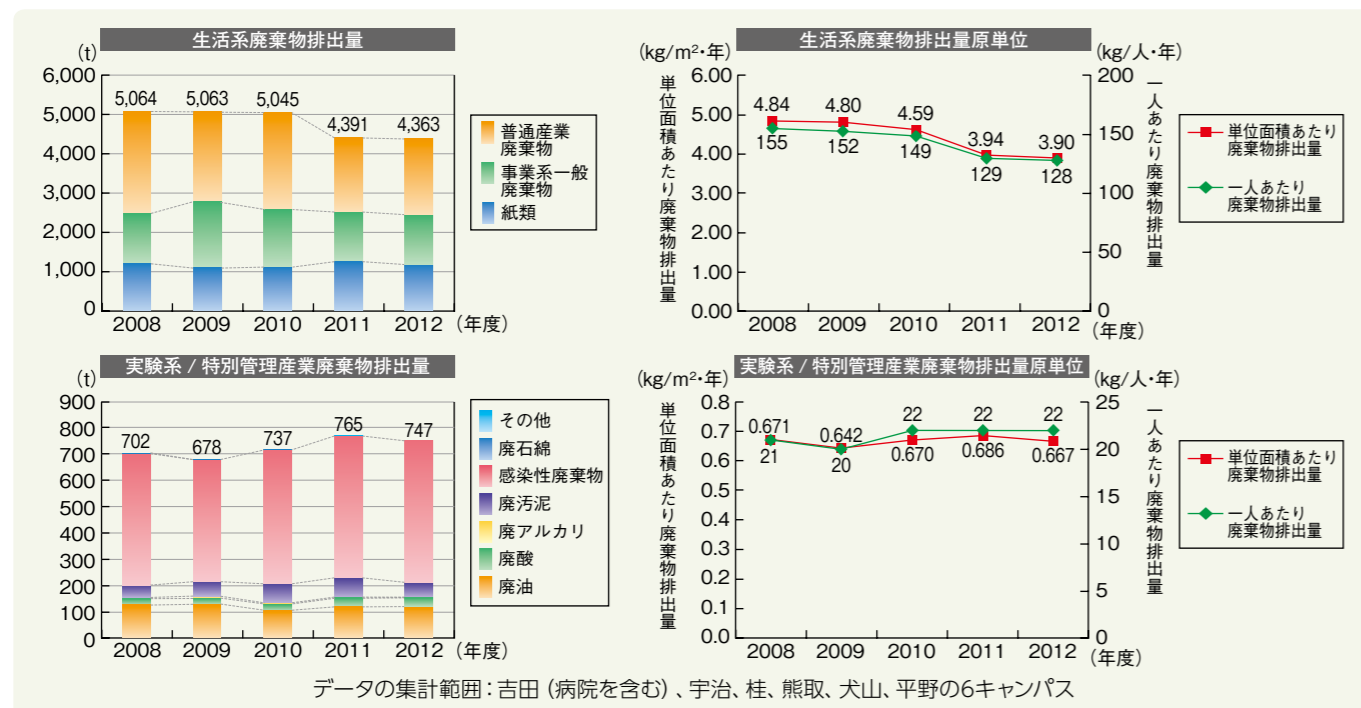 生活系廃棄物排出量
(t)
6,000
5,000
4,000
3,000
2,000
1,000
0
5,064
5,063
5,045
4,391
4,363
2008 2009 2010 2011 2012 (年度)
普通産業
廃棄物
事業系一般
廃棄物
紙類
生活系廃棄物排出量原単位
(kg/m²・年)
(kg/人・年)
単位面積あたり廃棄物排出量
6.00
5.00
4.00
3.00
2.00
1.00
0.00
4.84 4.80 4.59 3.94 3.90
155 152 149 129 128
200
150
100
50
0
一人あたり廃棄物排出量
2008 2009 2010 2011 2012
(年度)
単位面積あたり
廃棄物排出量
一人あたり
廃棄物排出量
実験系 / 特別管理産業廃棄物排出量
(t)
900
800
700
600
500
400
300
200
100
0
702
678
737
765
747
2008 2009 2010 2011 2012 (年度)
その他
廃石綿
感染性廃棄物
廃汚泥
廃アルカリ
廃酸
廃油
実験系 / 特別管理産業廃棄物排出量原単位
(kg/m²・年)
(kg/人・年)
単位面積あたり廃棄物排出量
0.8
0.7
0.6
0.5
0.4
0.3
0.2
0.1
0.0
0.671 0.642 22 22 22
21 20 0.670 0.686 0.667
25
20
15
10
5
0
一人あたり廃棄物排出量
2008 2009 2010 2011 2012
(年度)
単位面積あたり
廃棄物排出量
一人あたり
廃棄物排出量
データの集計範囲：吉田（病院を含む）、宇治、桂、熊取、犬山、平野の6キャンパス